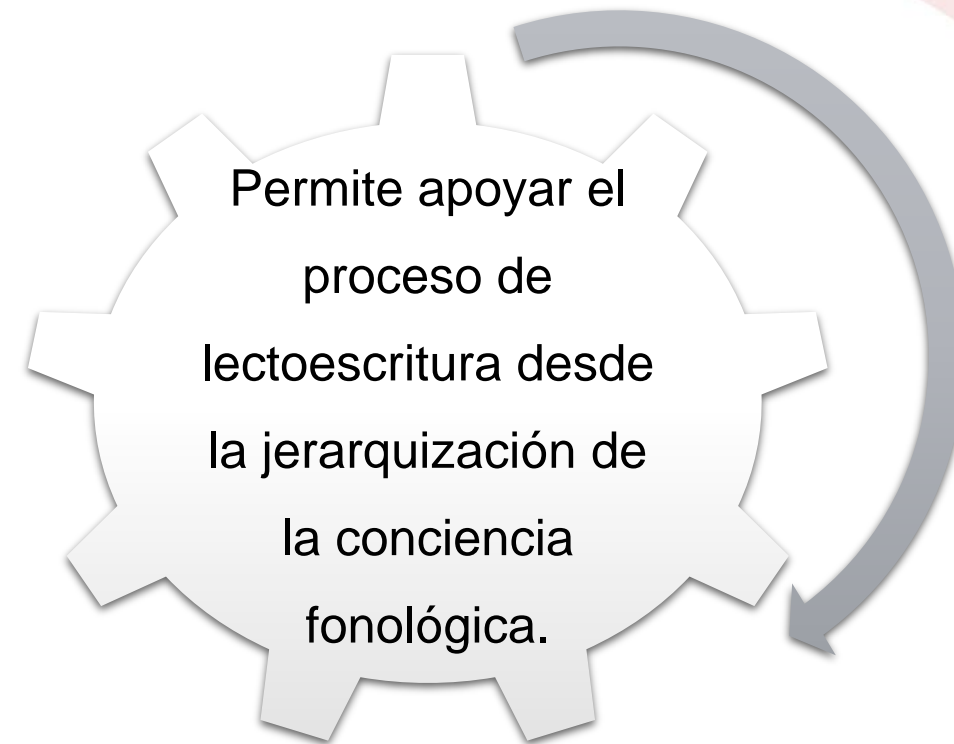 Permite apoyar el
proceso de
lectoescritura desde
la jerarquización de
la conciencia
fonológica.